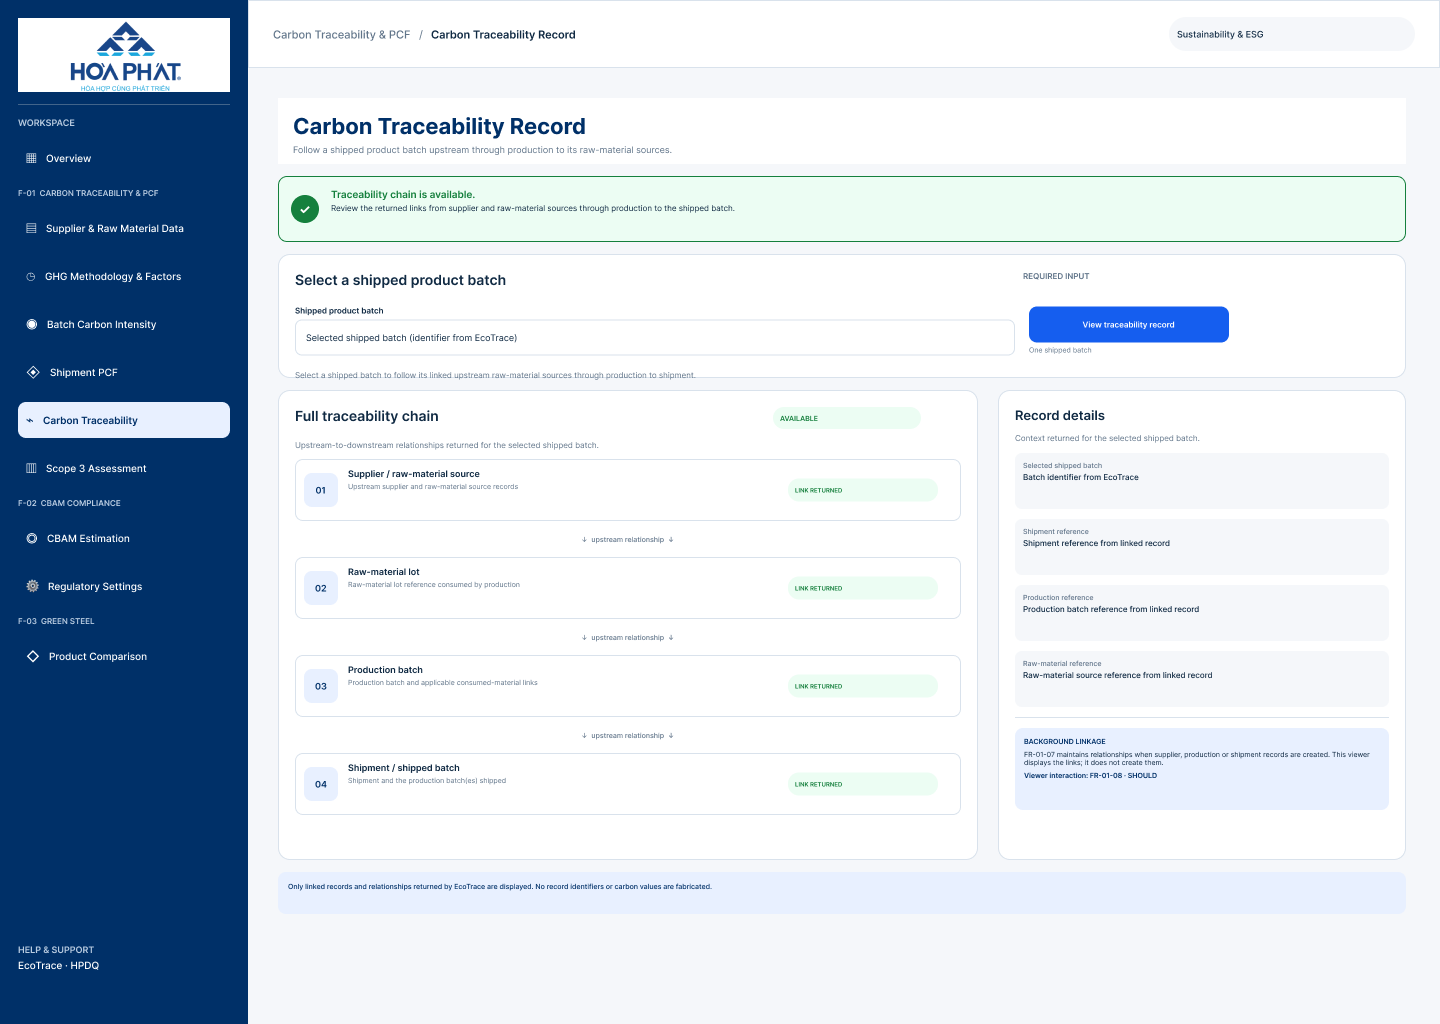 HÒA PHÁT
HÒA HỢP CÙNG PHÁT TRIỂN
WORKSPACE
Overview
F-01 CARBON TRACEABILITY & PCF
Supplier & Raw Material Data
GHG Methodology & Factors
Batch Carbon Intensity
Shipment PCF
Carbon Traceability
Scope 3 Assessment
F-02 CBAM COMPLIANCE
CBAM Estimation
Regulatory Settings
F-03 GREEN STEEL
Product Comparison
HELP & SUPPORT
EcoTrace · HPDQ
Carbon Traceability & PCF / Carbon Traceability Record
Sustainability & ESG
Carbon Traceability Record
Follow a shipped product batch upstream through production to its raw-material sources.
Traceability chain is available.
Review the returned links from supplier and raw-material sources through production to the shipped batch.
Select a shipped product batch
REQUIRED INPUT
Shipped product batch
Selected shipped batch (identifier from EcoTrace)
View traceability record
One shipped batch
Select a shipped batch to follow its linked upstream raw-material sources through production to shipment.
Full traceability chain
AVAILABLE
Upstream-to-downstream relationships returned for the selected shipped batch.
01
Supplier / raw-material source
Upstream supplier and raw-material source records
LINK RETURNED
↓ upstream relationship ↓
02
Raw-material lot
Raw-material lot reference consumed by production
LINK RETURNED
↓ upstream relationship ↓
03
Production batch
Production batch and applicable consumed-material links
LINK RETURNED
↓ upstream relationship ↓
04
Shipment / shipped batch
Shipment and the production batch(es) shipped
LINK RETURNED
Record details
Context returned for the selected shipped batch.
Selected shipped batch
Batch identifier from EcoTrace
Shipment reference
Shipment reference from linked record
Production reference
Production batch reference from linked record
Raw-material reference
Raw-material source reference from linked record
BACKGROUND LINKAGE
FR-01-07 maintains relationships when supplier, production or shipment records are created. This viewer
displays the links; it does not create them.
Viewer interaction: FR-01-08 · SHOULD
Only linked records and relationships returned by EcoTrace are displayed. No record identifiers or carbon values are fabricated.